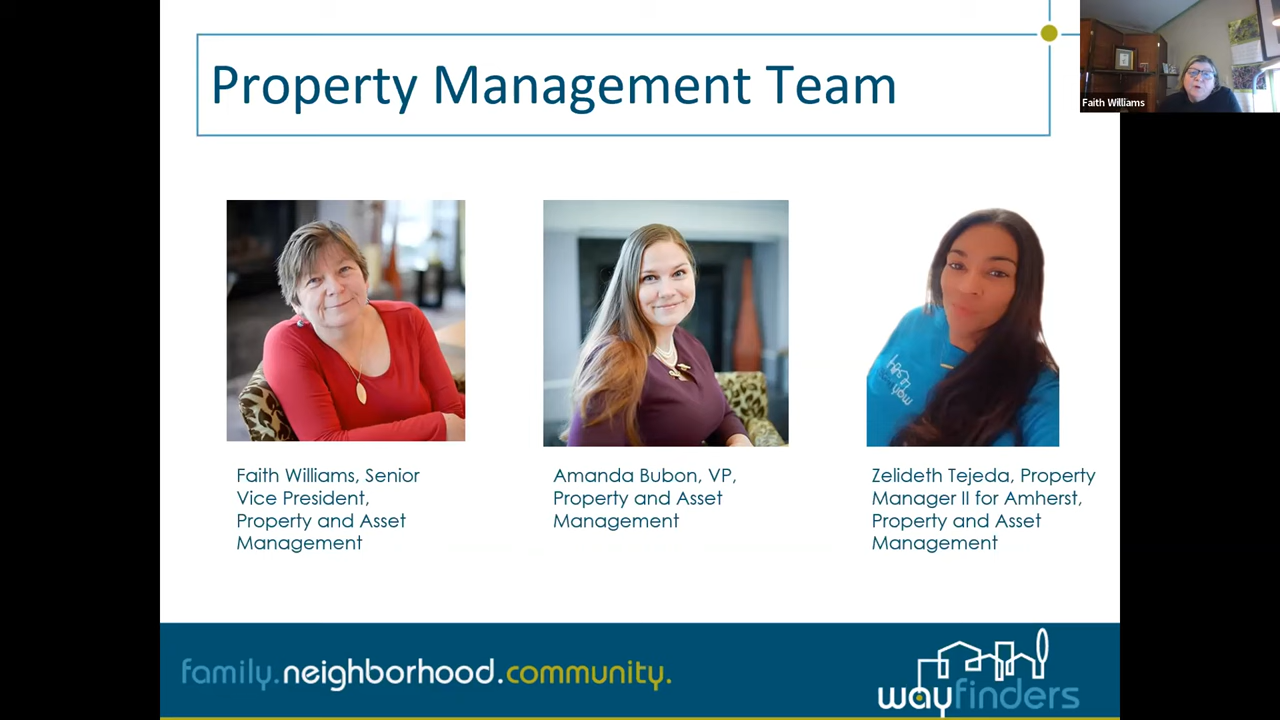 Property Management Team
Faith Williams
Faith Williams, Senior
Vice President,
Property and Asset
Management
Amanda Bubon, VP,
Property and Asset
Management
Zelideth Tejeda, Property
Manager II for Amherst,
Property and Asset
Management
family.neighborhood.community.
wayfinders